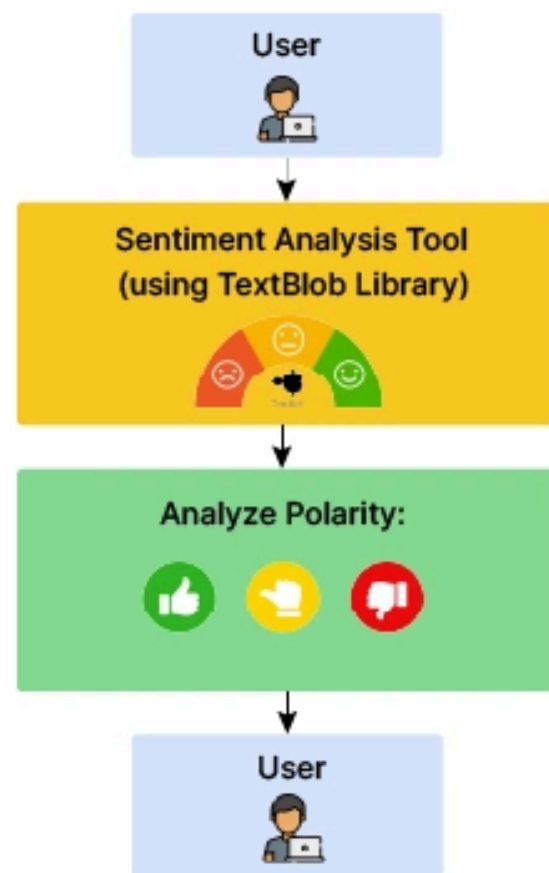 User
Sentiment Analysis Tool
(using TextBlob Library)
Analyze Polarity:
User